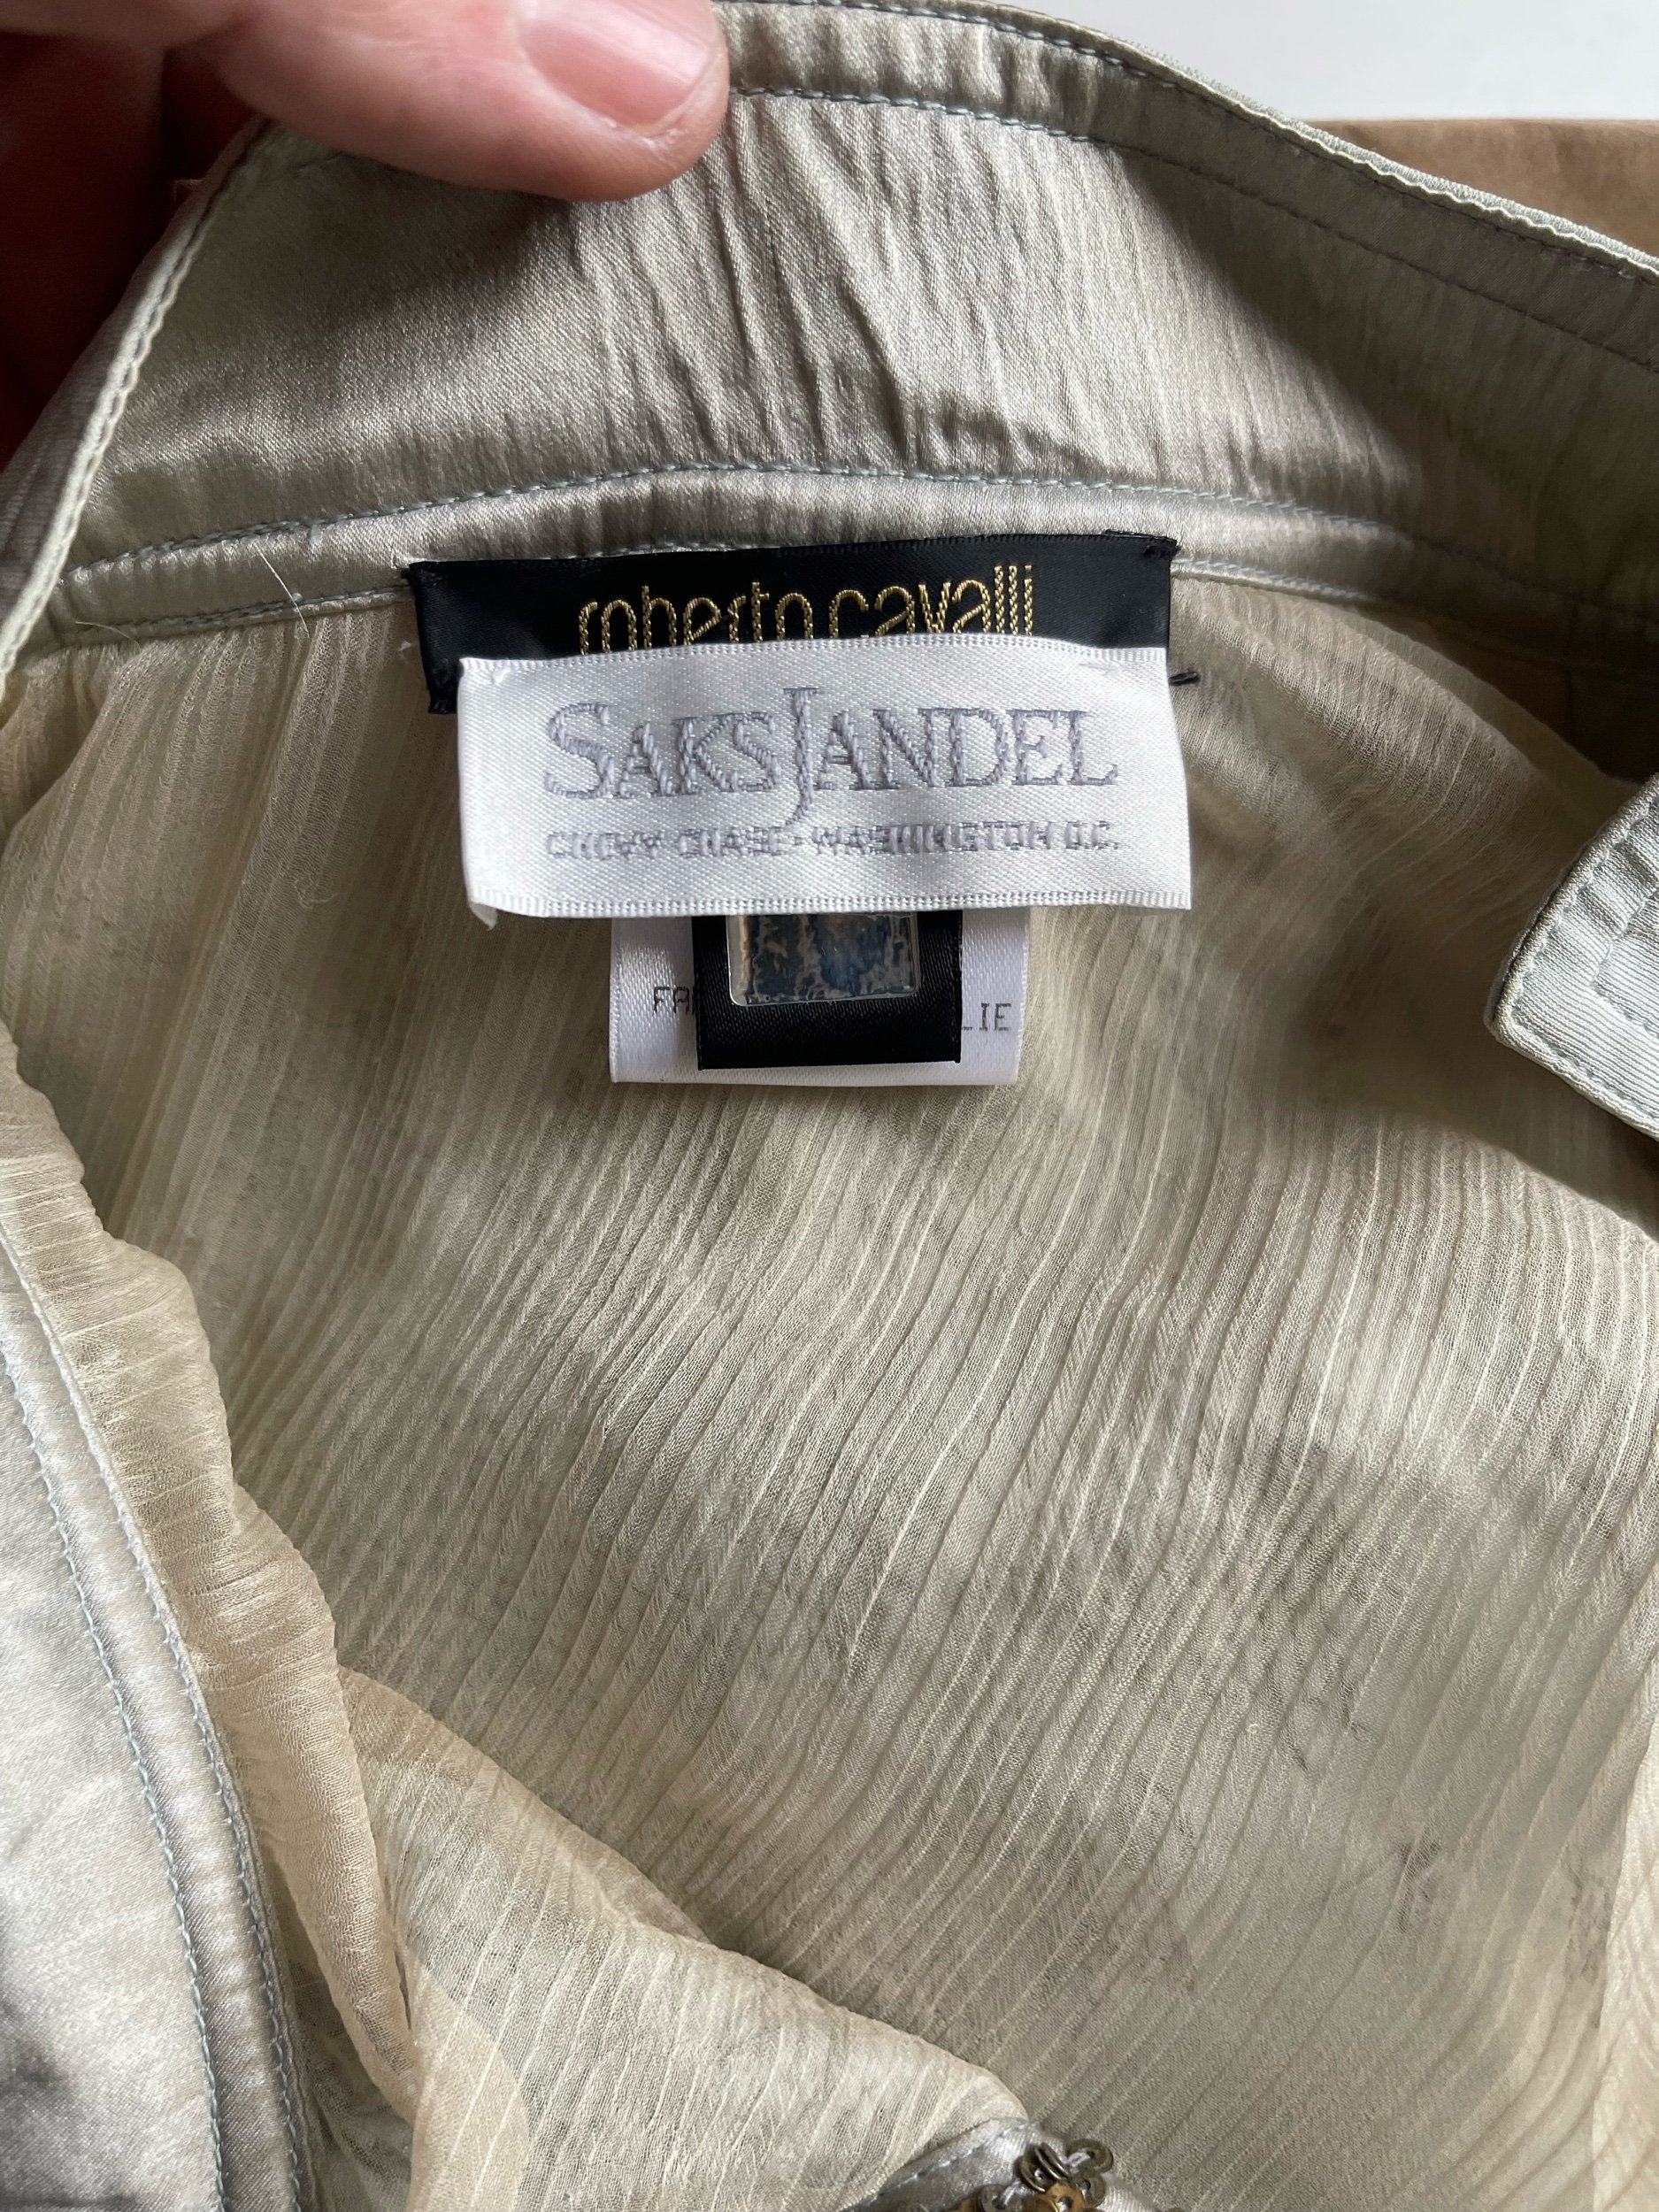 roberto cavalli
SAKS JANDEL
CHEVY CHASE • WASHINGTON D.C.